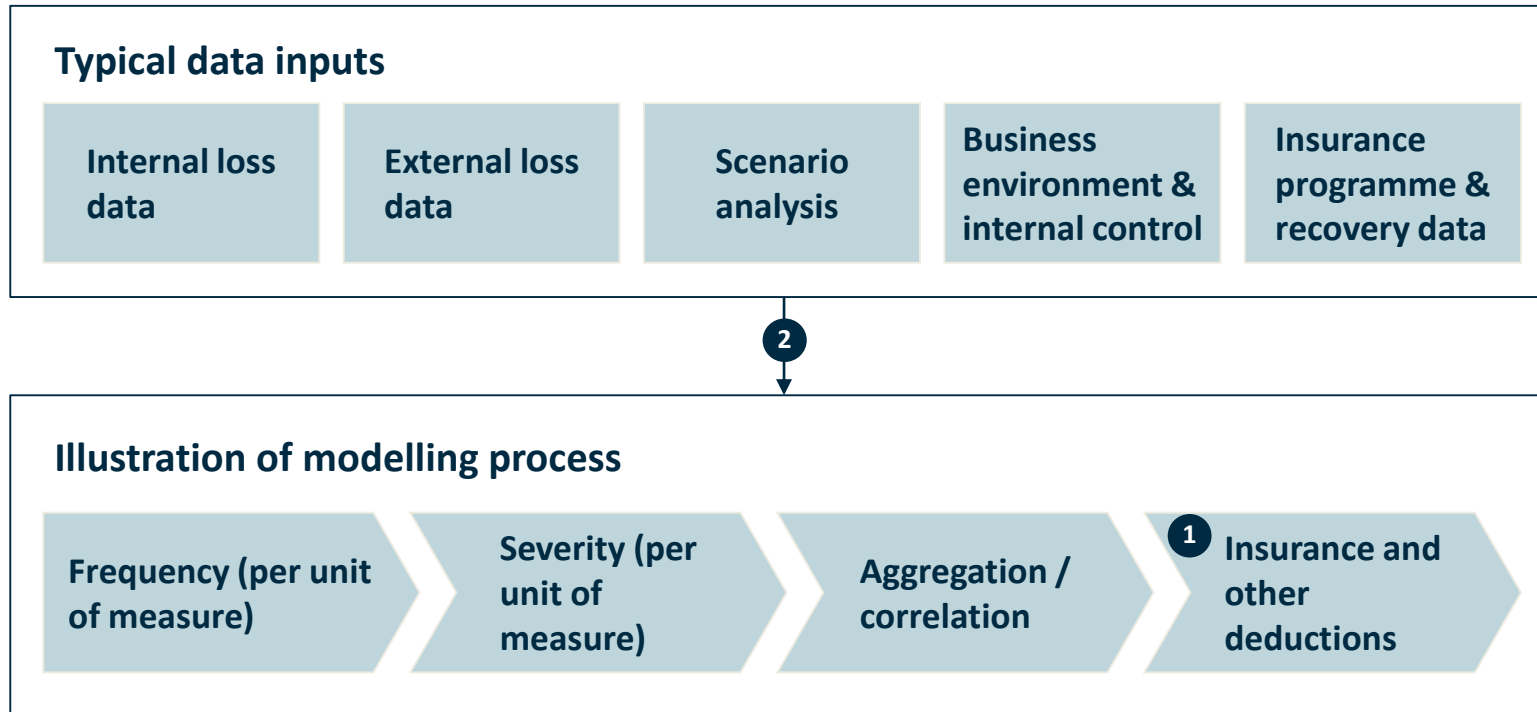 Typical data inputs
Internal loss
data
External loss
data
Scenario
analysis
Business
environment &
internal control
Insurance
programme &
recovery data
2
Illustration of modelling process
Frequency (per unit
of measure)
Severity (per
unit of
measure)
Aggregation /
correlation
1
Insurance and
other
deductions